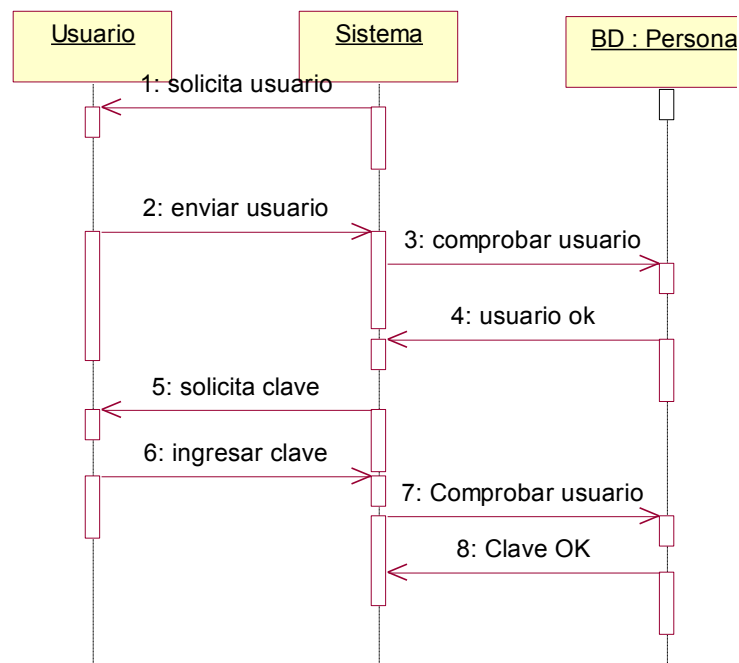 Usuario
Sistema
BD : Persona
1: solicita usuario
2: enviar usuario
3: comprobar usuario
4: usuario ok
5: solicita clave
6: ingresar clave
7: Comprobar usuario
8: Clave OK